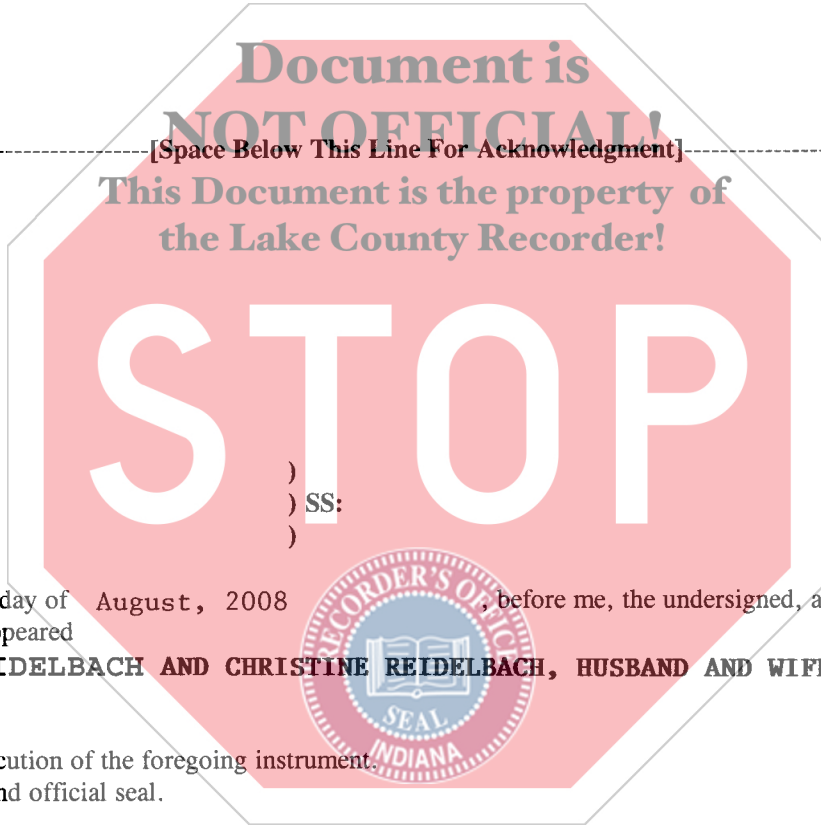 Document is
NOT OFFICIAL!
[Space Below This Line For Acknowledgment]
This Document is the property of
the Lake County Recorder!
STOP
)
) SS:
)
day of August, 2008 , before me, the undersigned, a
peared
IDELBACH AND CHRISTINE REIDELBACH, HUSBAND AND WIFE
cution of the foregoing instrument.
nd official seal.
RECORDER'S OFFICE
SEAL
INDIANA